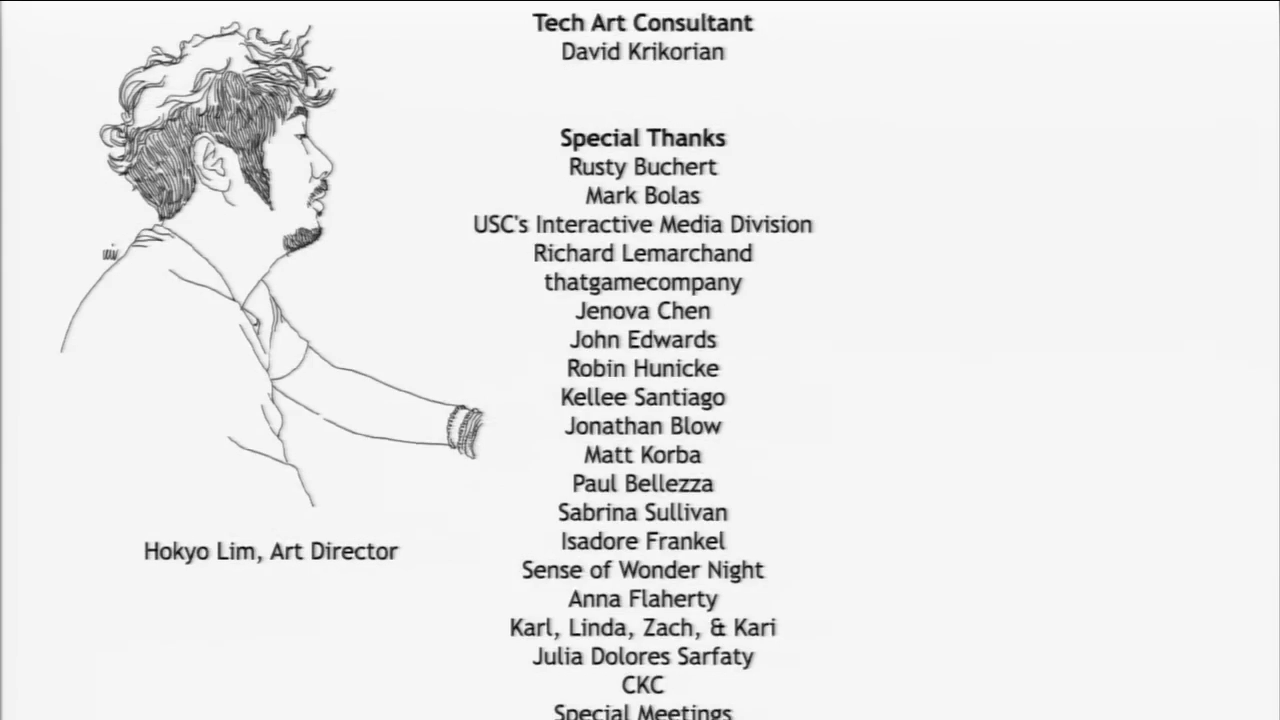 Tech Art Consultant
David Krikorian
Special Thanks
Rusty Buchert
Mark Bolas
USC's Interactive Media Division
Richard Lemarchand
thatgamecompany
Jenova Chen
John Edwards
Robin Hunicke
Kellee Santiago
Jonathan Blow
Matt Korba
Paul Bellezza
Sabrina Sullivan
Isadore Frankel
Sense of Wonder Night
Anna Flaherty
Karl, Linda, Zach, & Kari
Julia Dolores Sarfaty
CKC
Special Meetings
Hokyo Lim, Art Director